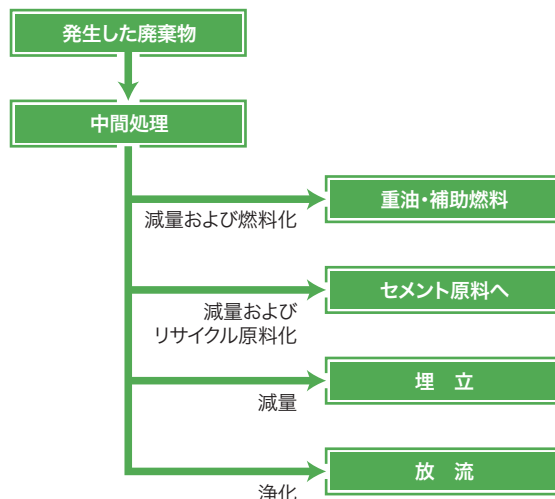 発生した廃棄物
中間処理
重油・補助燃料
減量および燃料化
セメント原料へ
減量および
リサイクル原料化
埋　立
減量
放　流
浄化